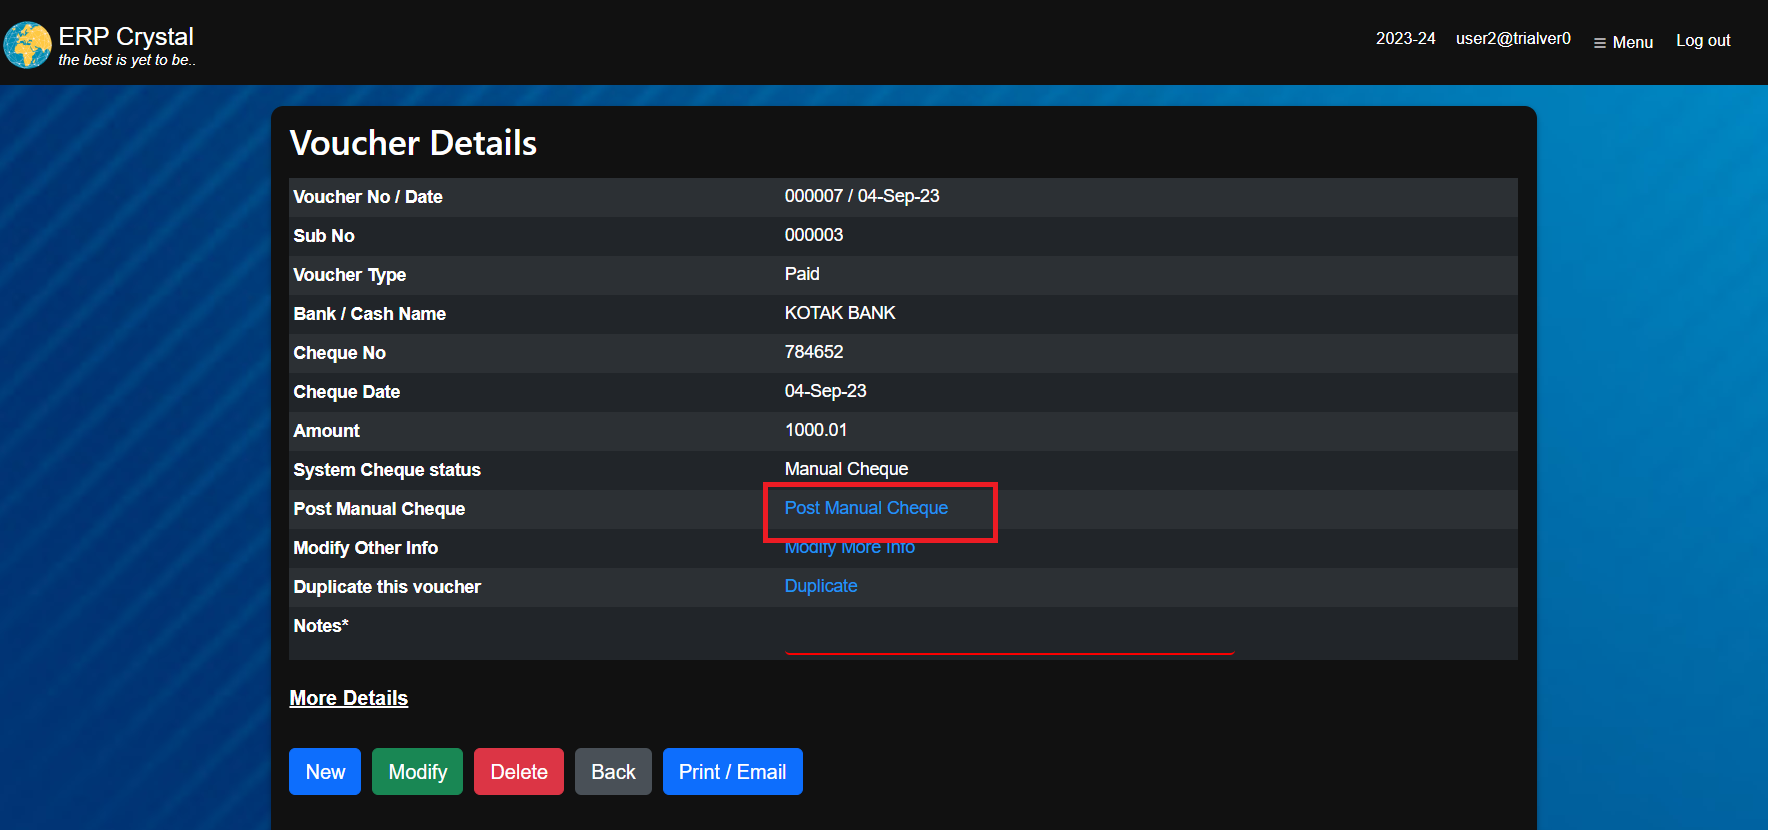 ERP Crystal
the best is yet to be..
2023-24 user2@trialver0 Menu Log out
Voucher Details
Voucher No / Date 000007 / 04-Sep-23
Sub No 000003
Voucher Type Paid
Bank / Cash Name KOTAK BANK
Cheque No 784652
Cheque Date 04-Sep-23
Amount 1000.01
System Cheque status Manual Cheque
Post Manual Cheque Post Manual Cheque
Modify Other Info Modify More Info
Duplicate this voucher Duplicate
Notes*
More Details
New Modify Delete Back Print / Email